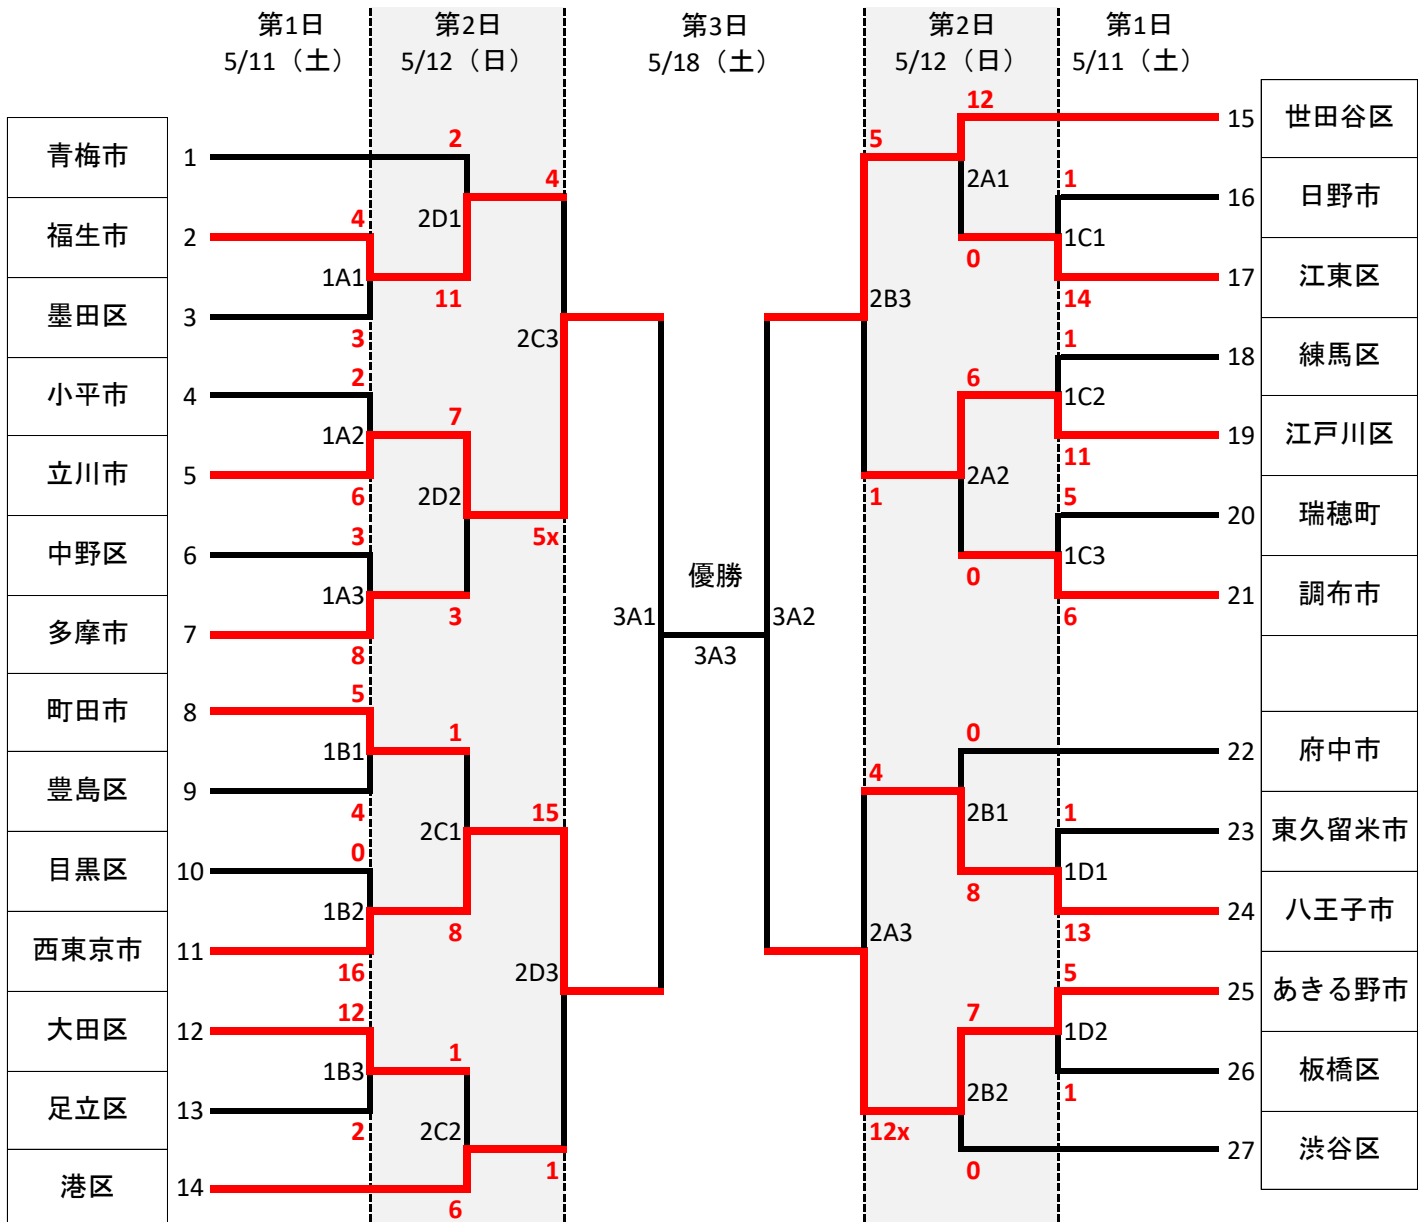 第1日
5/11（土）
第2日
5/12（日）
第3日
5/18（土）
第2日
5/12（日）
第1日
5/11（土）
青梅市 1
福生市 2
墨田区 3
小平市 4
立川市 5
中野区 6
多摩市 7
町田市 8
豊島区 9
目黒区 10
西東京市 11
大田区 12
足立区 13
港区 14
4
1A1
3
2
1A2
6
3
1A3
8
5
1B1
4
0
1B2
16
12
1B3
2
2
2D1
11
7
2D2
3
1
2C1
8
1
2C2
6
4
2C3
5x
15
2D3
1
3A1
優勝
3A3
3A2
5
2B3
1
4
2A3
12x
12
2A1
0
6
2A2
0
0
2B1
8
7
2B2
0
1
1C1
14
1
1C2
11
5
1C3
6
1
1D1
13
5
1D2
1
15 世田谷区
16 日野市
17 江東区
18 練馬区
19 江戸川区
20 瑞穂町
21 調布市
22 府中市
23 東久留米市
24 八王子市
25 あきる野市
26 板橋区
27 渋谷区